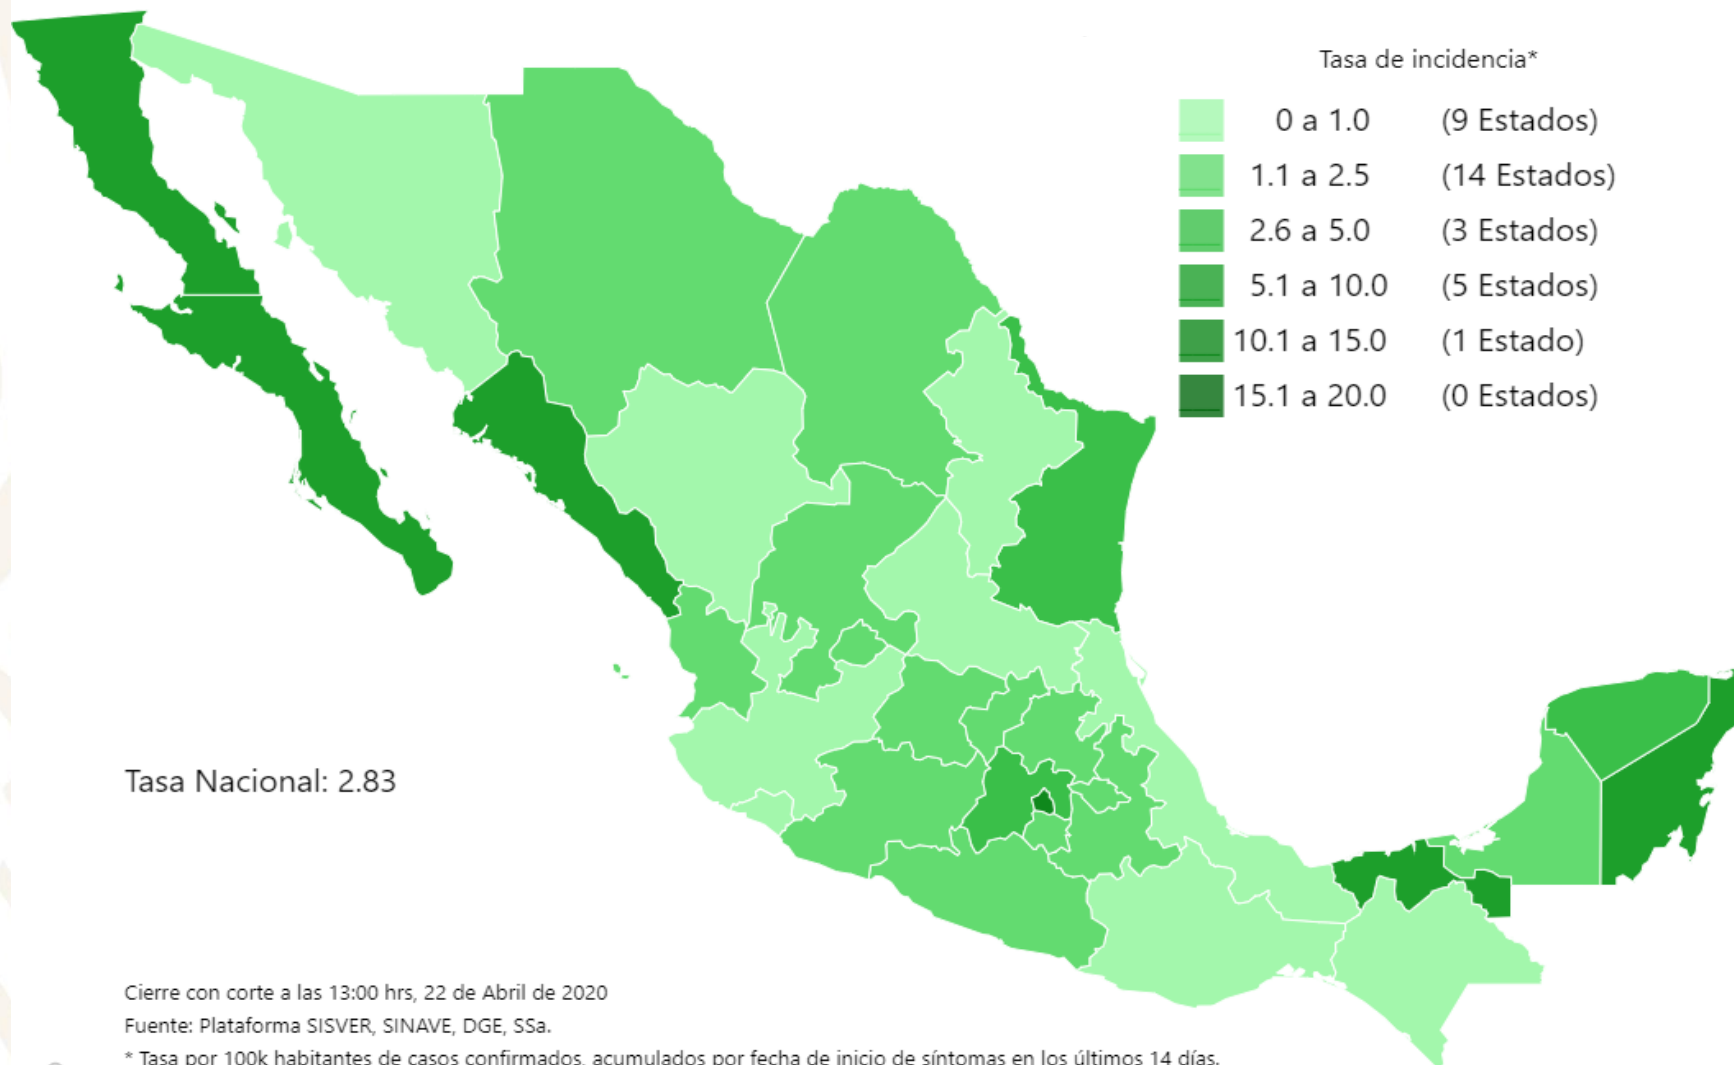 Tasa de incidencia*
0 a 1.0 (9 Estados)
1.1 a 2.5 (14 Estados)
2.6 a 5.0 (3 Estados)
5.1 a 10.0 (5 Estados)
10.1 a 15.0 (1 Estado)
15.1 a 20.0 (0 Estados)
Tasa Nacional: 2.83
Cierre con corte a las 13:00 hrs, 22 de Abril de 2020
Fuente: Plataforma SISVER, SINAVE, DGE, SSa.
* Tasa por 100k habitantes de casos confirmados, acumulados por fecha de inicio de síntomas en los últimos 14 días.